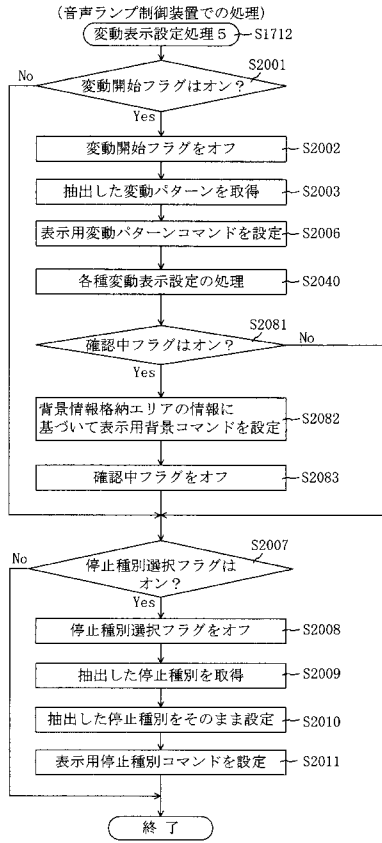 (音声ランプ制御装置での処理)
変動表示設定処理5 S1712
S2001
No 変動開始フラグはオン?
Yes
変動開始フラグをオフ S2002
抽出した変動パターンを取得 S2003
表示用変動パターンコマンドを設定 S2006
各種変動表示設定の処理 S2040
S2081
確認中フラグはオン? No
Yes
背景情報格納エリアの情報に
基づいて表示用背景コマンドを設定 S2082
確認中フラグをオフ S2083
S2007
No 停止種別選択フラグは
オン?
Yes
停止種別選択フラグをオフ S2008
抽出した停止種別を取得 S2009
抽出した停止種別をそのまま設定 S2010
表示用停止種別コマンドを設定 S2011
終了